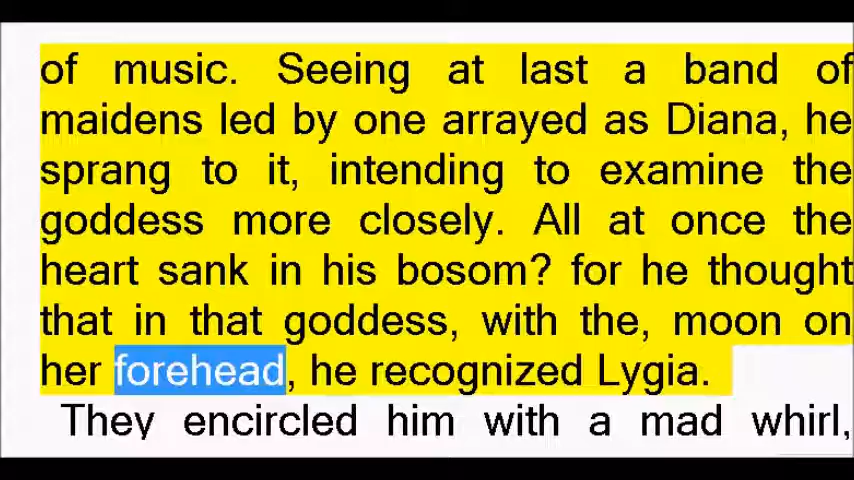 of music. Seeing at last a band of
maidens led by one arrayed as Diana, he
sprang to it, intending to examine the
goddess more closely. All at once the
heart sank in his bosom? for he thought
that in that goddess, with the, moon on
her forehead, he recognized Lygia.
They encircled him with a mad whirl,